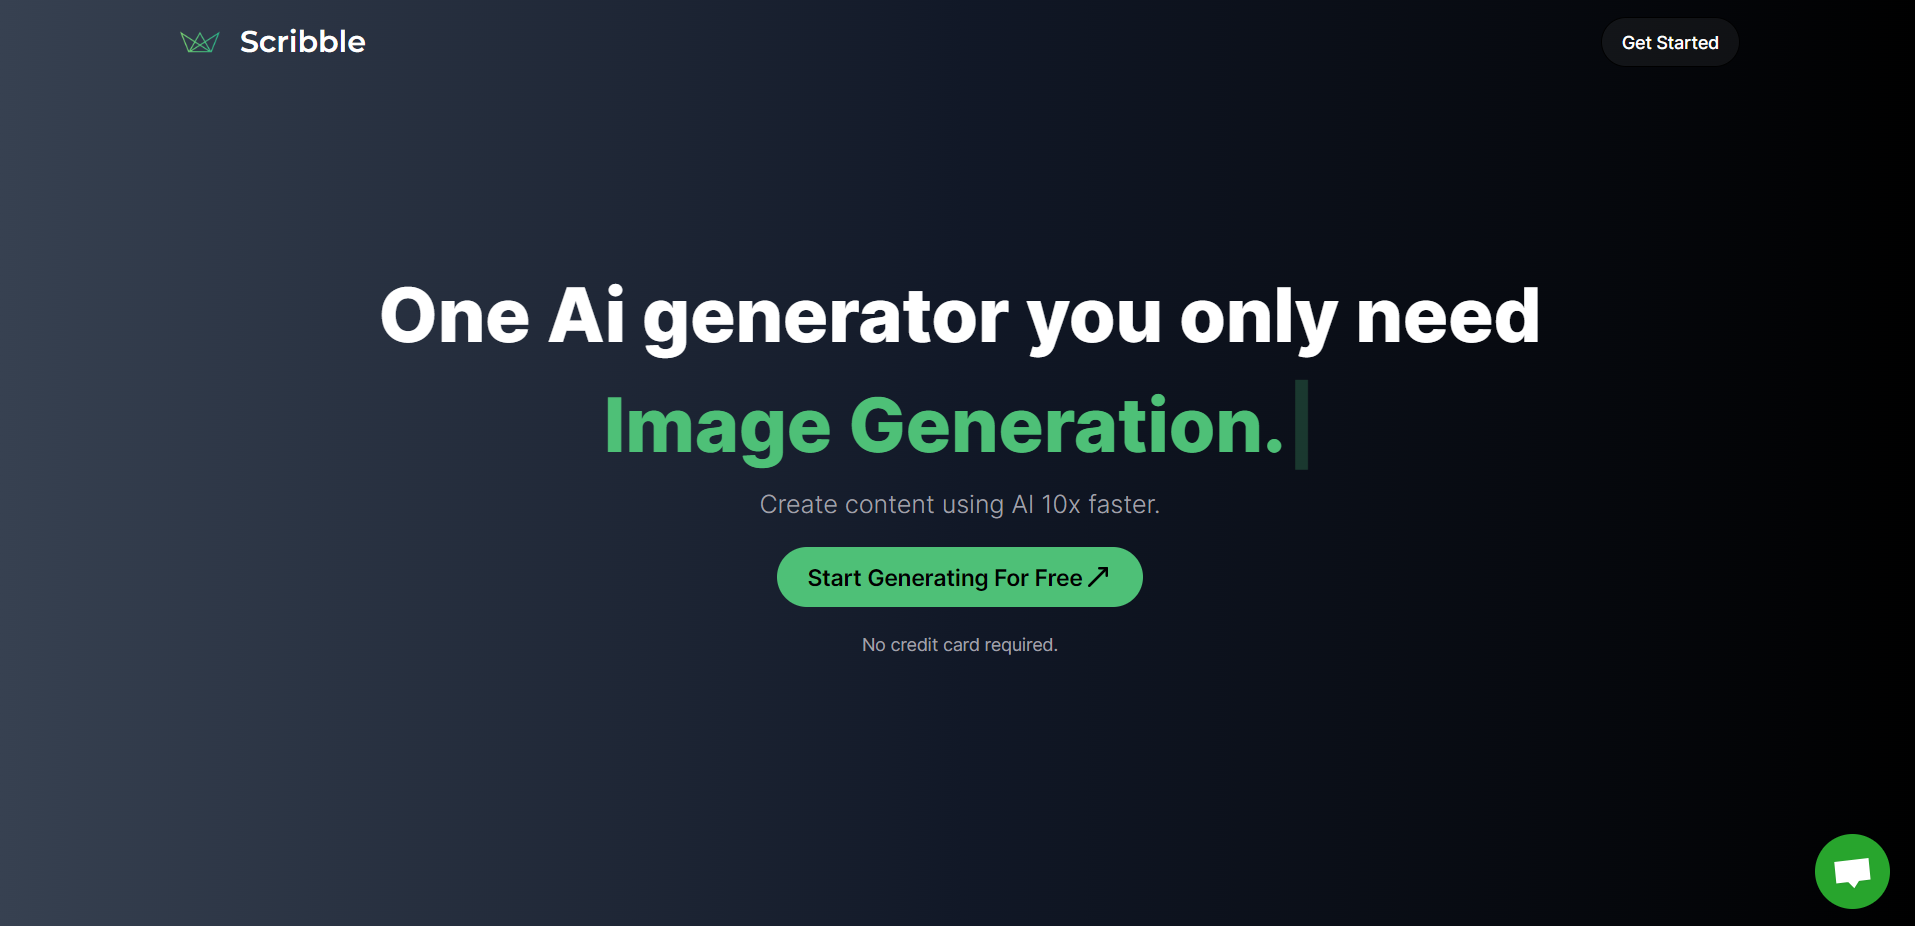 Scribble
Get Started
One Ai generator you only need
Image Generation.
Create content using AI 10x faster.
Start Generating For Free
No credit card required.